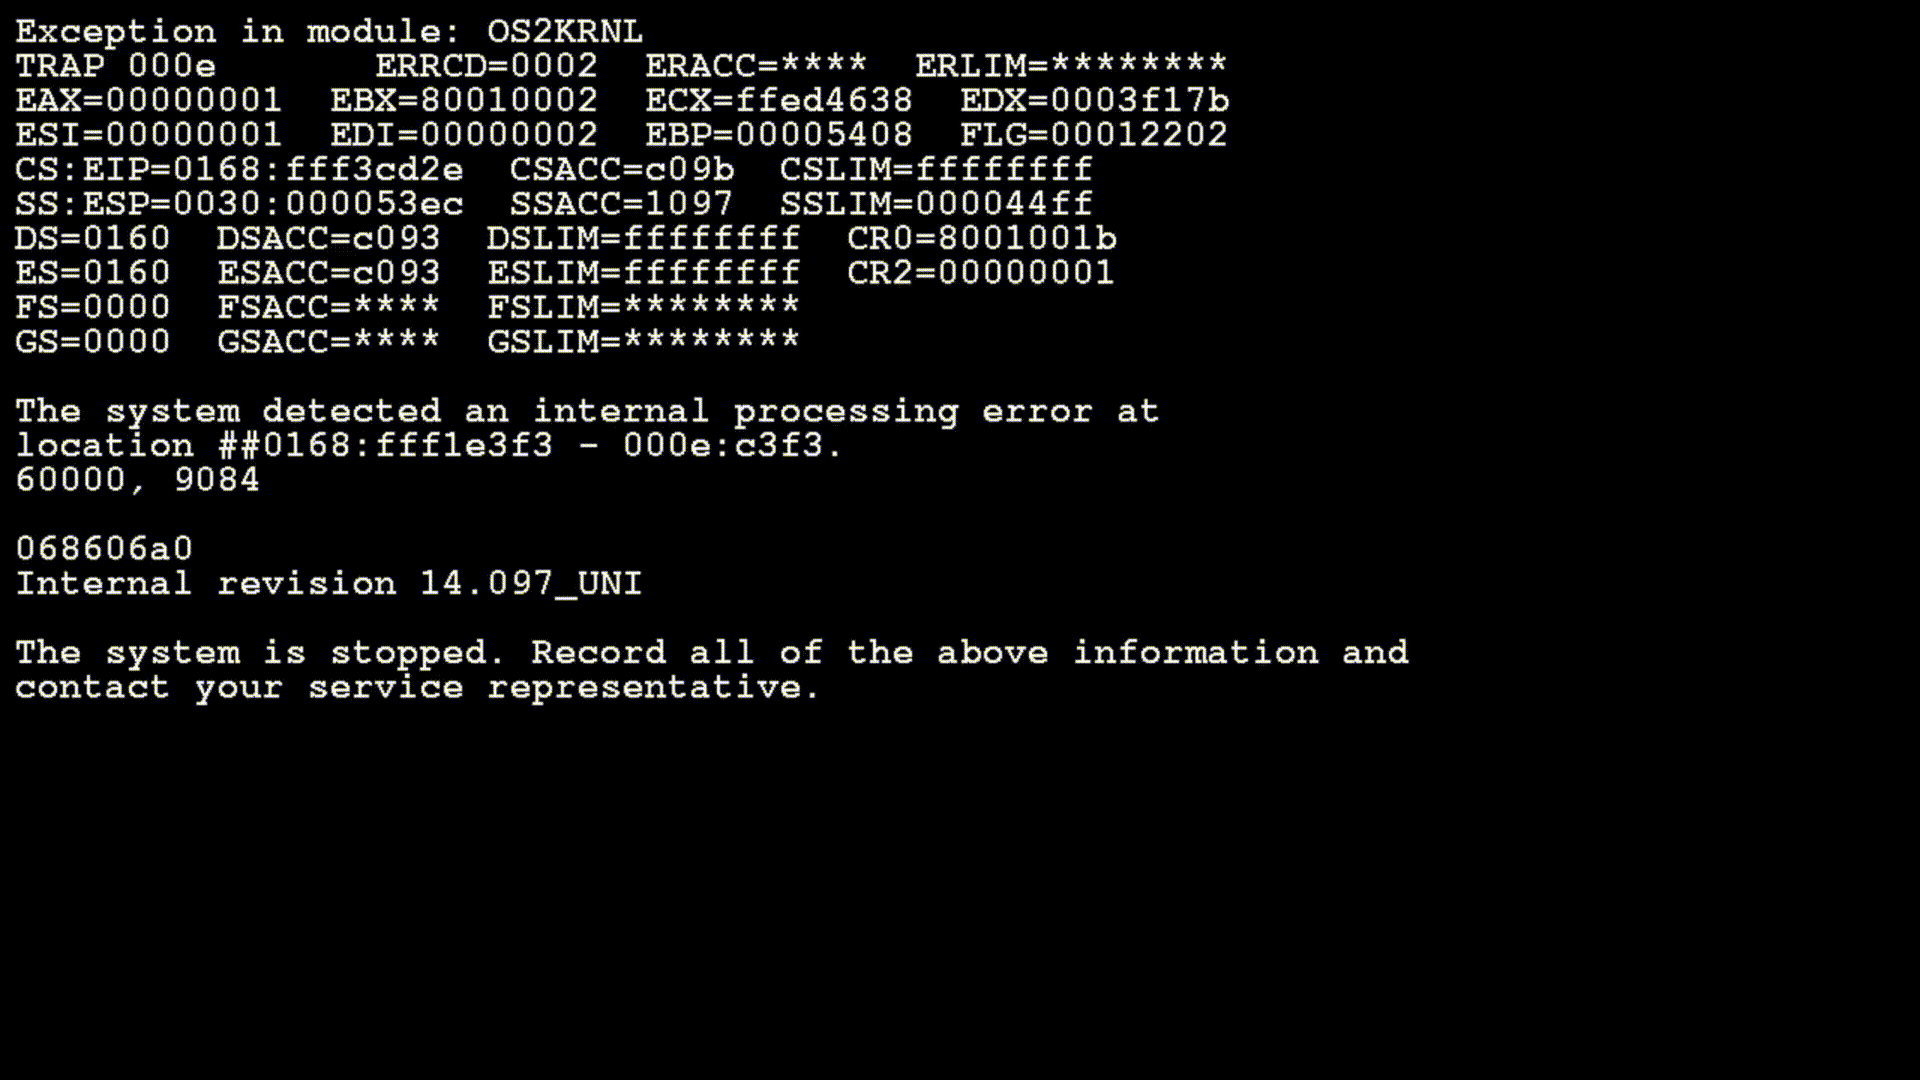 Exception in module: OS2KRNL
TRAP 000e       ERRCD=0002  ERACC=****  ERLIM=********
EAX=00000001  EBX=80010002  ECX=ffed4638  EDX=0003f17b
ESI=00000001  EDI=00000002  EBP=00005408  FLG=00012202
CS:EIP=0168:fff3cd2e  CSACC=c09b  CSLIM=ffffffff
SS:ESP=0030:000053ec  SSACC=1097  SSLIM=000044ff
DS=0160  DSACC=c093  DSLIM=ffffffff  CR0=8001001b
ES=0160  ESACC=c093  ESLIM=ffffffff  CR2=00000001
FS=0000  FSACC=****  FSLIM=********
GS=0000  GSACC=****  GSLIM=********
The system detected an internal processing error at
location ##0168:fff1e3f3 - 000e:c3f3.
60000, 9084
068606a0
Internal revision 14.097_UNI
The system is stopped. Record all of the above information and
contact your service representative.